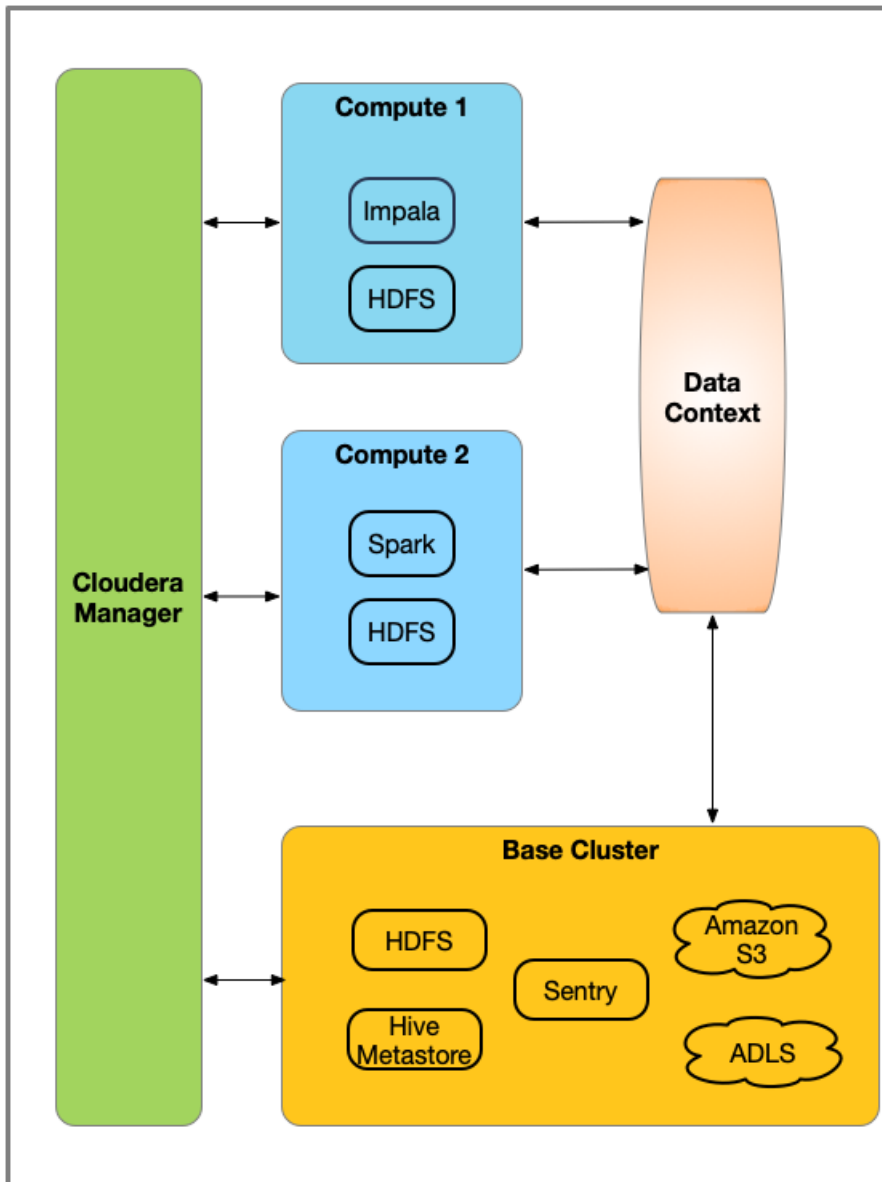 Cloudera
Manager
Compute 1
Impala
HDFS
Compute 2
Spark
HDFS
Data
Context
Base Cluster
HDFS
Hive
Metastore
Sentry
Amazon
S3
ADLS